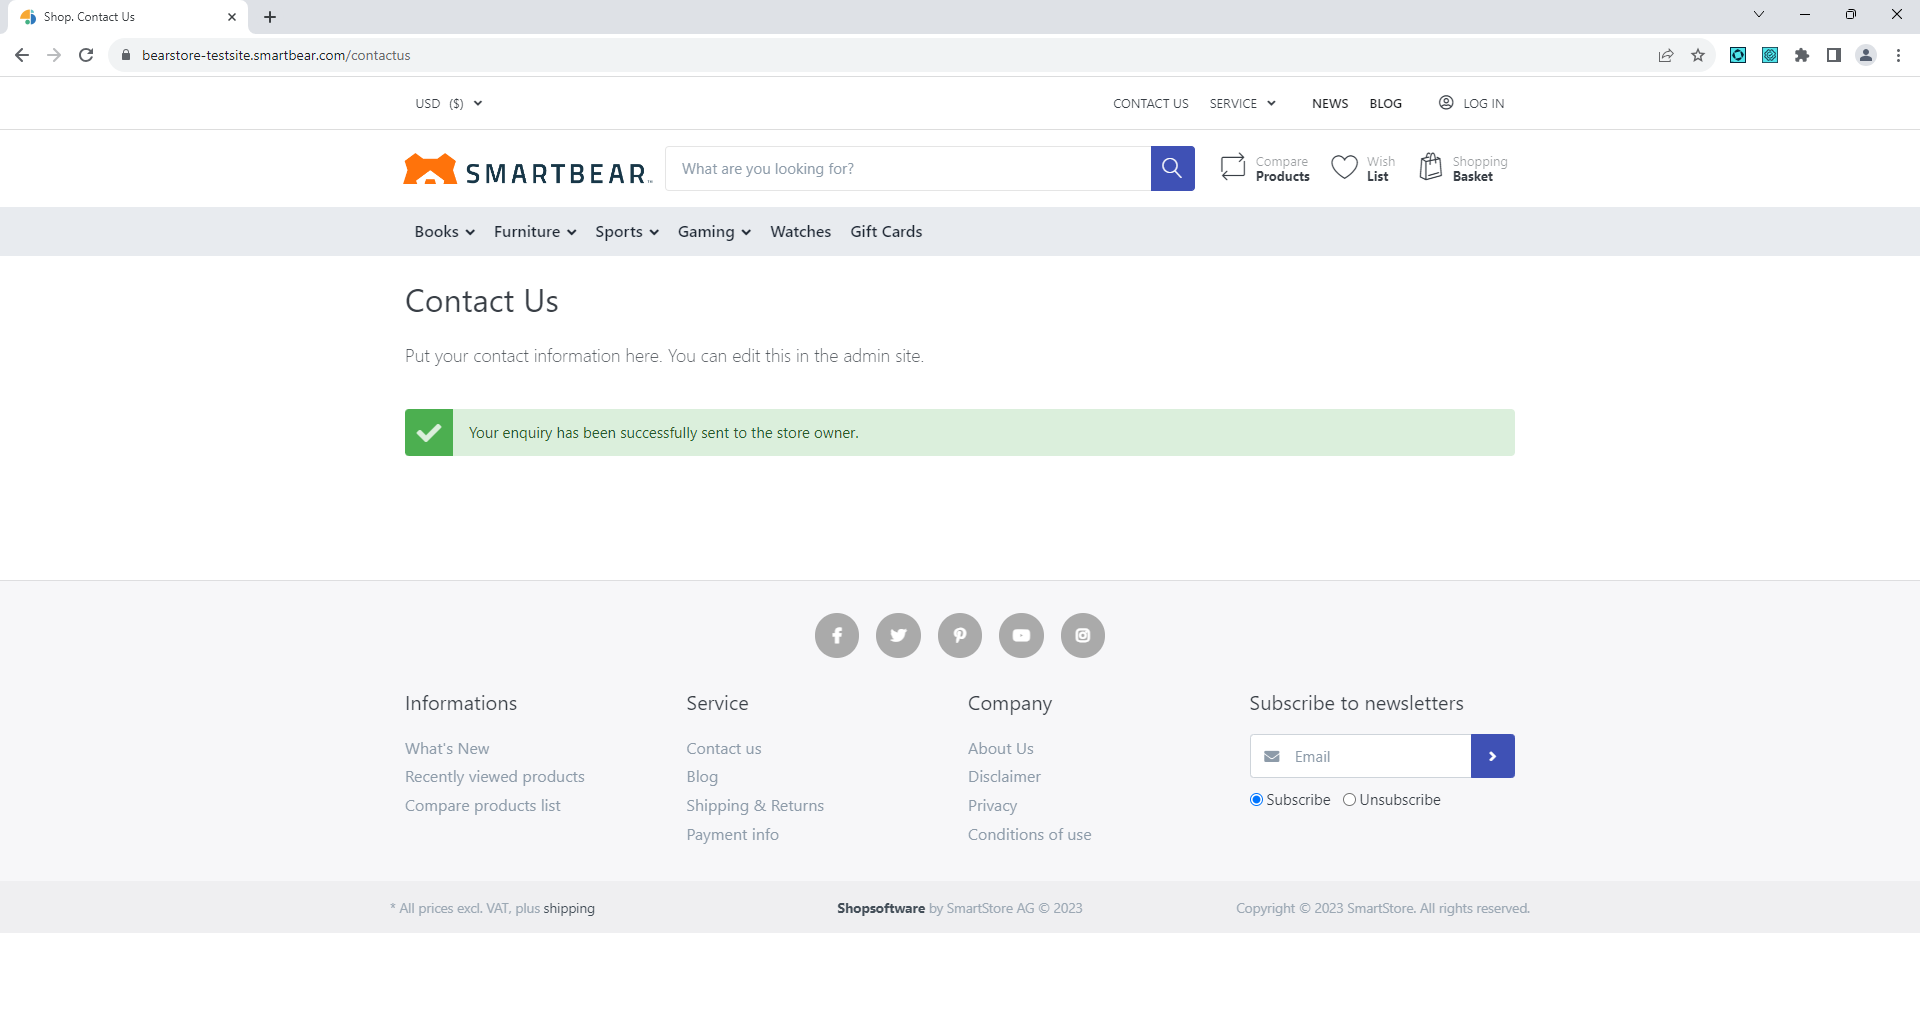 Shop. Contact Us
bearstore-testsite.smartbear.com/contactus
USD ($)
CONTACT US SERVICE NEWS BLOG LOG IN
SMARTBEAR
What are you looking for?
Compare Products
Wish List
Shopping Basket
Books Furniture Sports Gaming Watches Gift Cards
Contact Us
Put your contact information here. You can edit this in the admin site.
Your enquiry has been successfully sent to the store owner.
Informations
What's New
Recently viewed products
Compare products list
Service
Contact us
Blog
Shipping & Returns
Payment info
Company
About Us
Disclaimer
Privacy
Conditions of use
Subscribe to newsletters
Email
Subscribe Unsubscribe
* All prices excl. VAT, plus shipping
Shopsoftware by SmartStore AG © 2023
Copyright © 2023 SmartStore. All rights reserved.